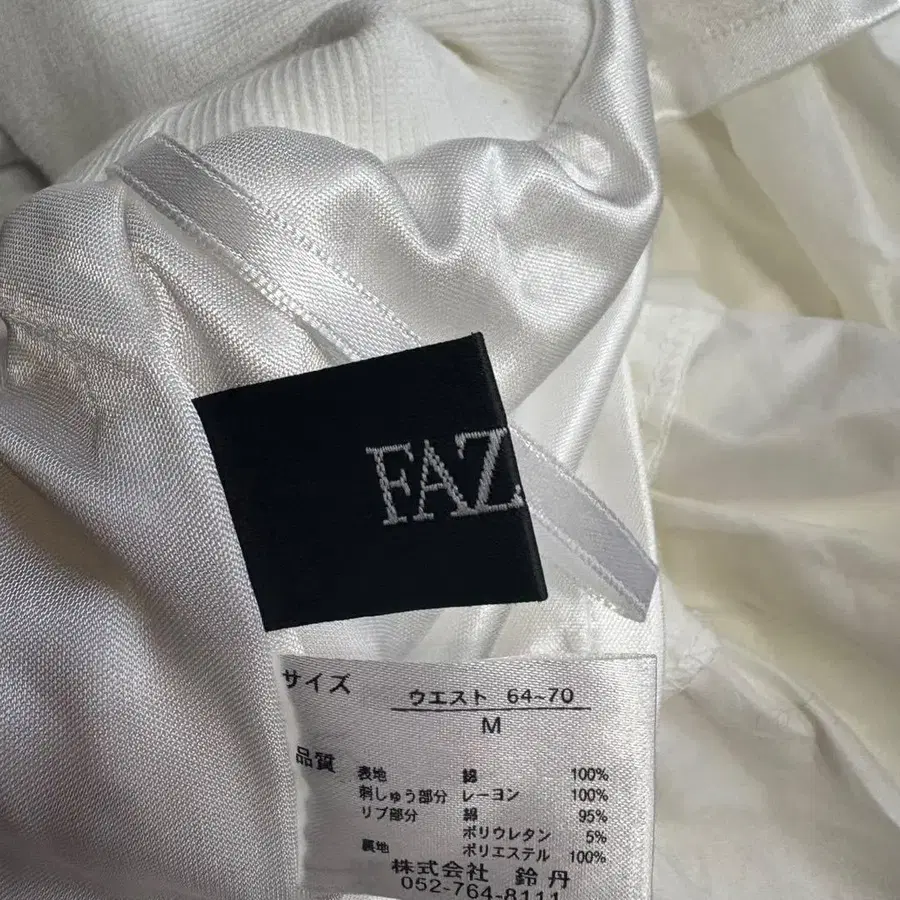 FAZ
サイズ
ウエスト 64~70
M
品質
表地 綿 100%
刺しゅう部分 レーヨン 100%
リブ部分 綿 95%
ポリウレタン 5%
裏地 ポリエステル 100%
株式会社 鈴丹
052-764-8111